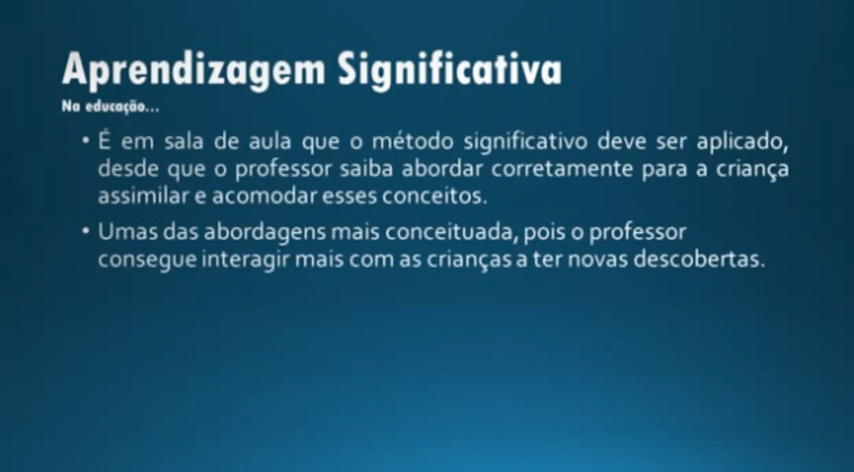 Aprendizagem Significativa
Na educação...
• É em sala de aula que o método significativo deve ser aplicado,
desde que o professor saiba abordar corretamente para a criança
assimilar e acomodar esses conceitos.
• Umas das abordagens mais conceituada, pois o professor
consegue interagir mais com as crianças a ter novas descobertas.